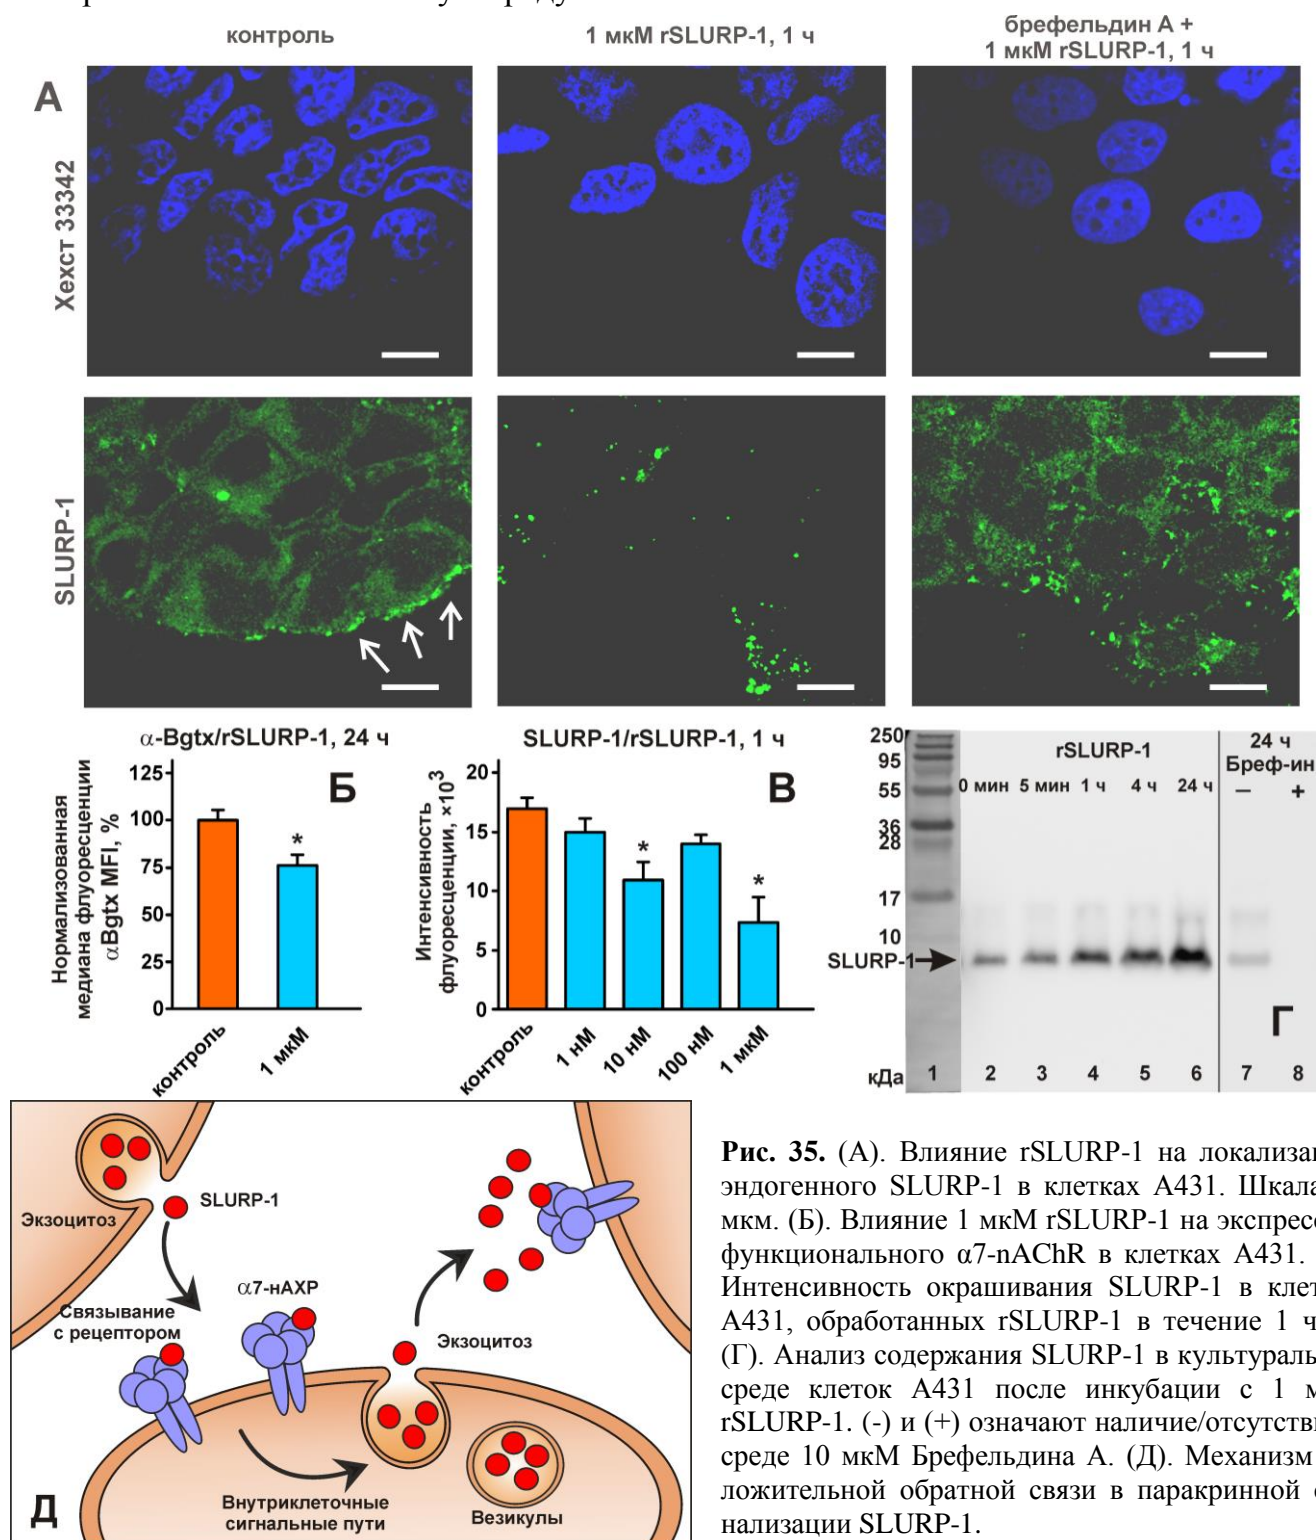 контроль
1 мкМ rSLURP-1, 1 ч
брефельдин А +
1 мкМ rSLURP-1, 1 ч
А
Хехст 33342
SLURP-1
α-Bgtx/rSLURP-1, 24 ч
Б
Нормализованная
медиана флуоресценции
αBgtx MFI, %
125
100
75
50
25
0
*
контроль
1 мкМ
SLURP-1/rSLURP-1, 1 ч
В
Интенсивность
флуоресценции, ×10³
20
15
10
5
0
*
*
контроль
1 нМ
10 нМ
100 нМ
1 мкМ
250
95
55
36
28
17
10
SLURP-1
кДа
rSLURP-1
0 мин 5 мин 1 ч 4 ч 24 ч
24 ч
Бреф-ин
– +
Г
1 2 3 4 5 6 7 8
Экзоцитоз
SLURP-1
Связывание
с рецептором
α7-нАХР
Экзоцитоз
Внутриклеточные
сигнальные пути
Везикулы
Д
Рис. 35. (А). Влияние rSLURP-1 на локализа
эндогенного SLURP-1 в клетках А431. Шкала
мкм. (Б). Влияние 1 мкМ rSLURP-1 на экспрес
функционального α7-nAChR в клетках А431.
Интенсивность окрашивания SLURP-1 в клет
А431, обработанных rSLURP-1 в течение 1 ч
(Г). Анализ содержания SLURP-1 в культураль
среде клеток А431 после инкубации с 1 м
rSLURP-1. (-) и (+) означают наличие/отсутств
среде 10 мкМ Брефельдина А. (Д). Механизм
ложительной обратной связи в паракринной с
нализации SLURP-1.